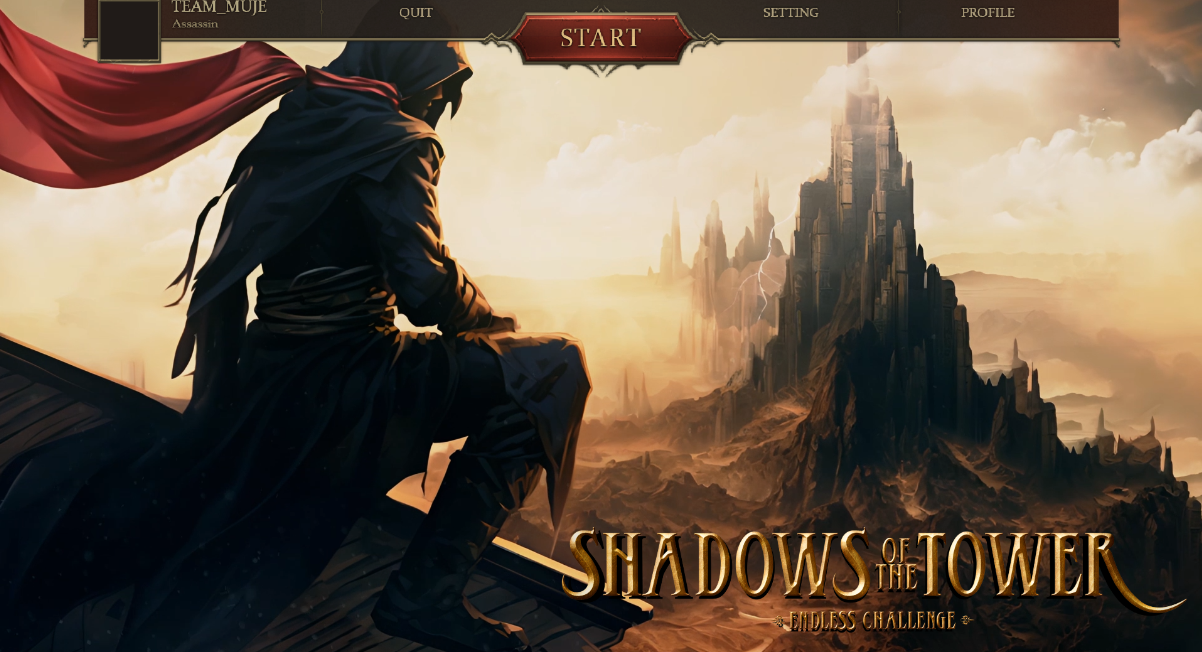 TEAM_MUJE
Assassin
QUIT
START
SETTING
PROFILE
SHADOWS OF THE TOWER
ENDLESS CHALLENGE